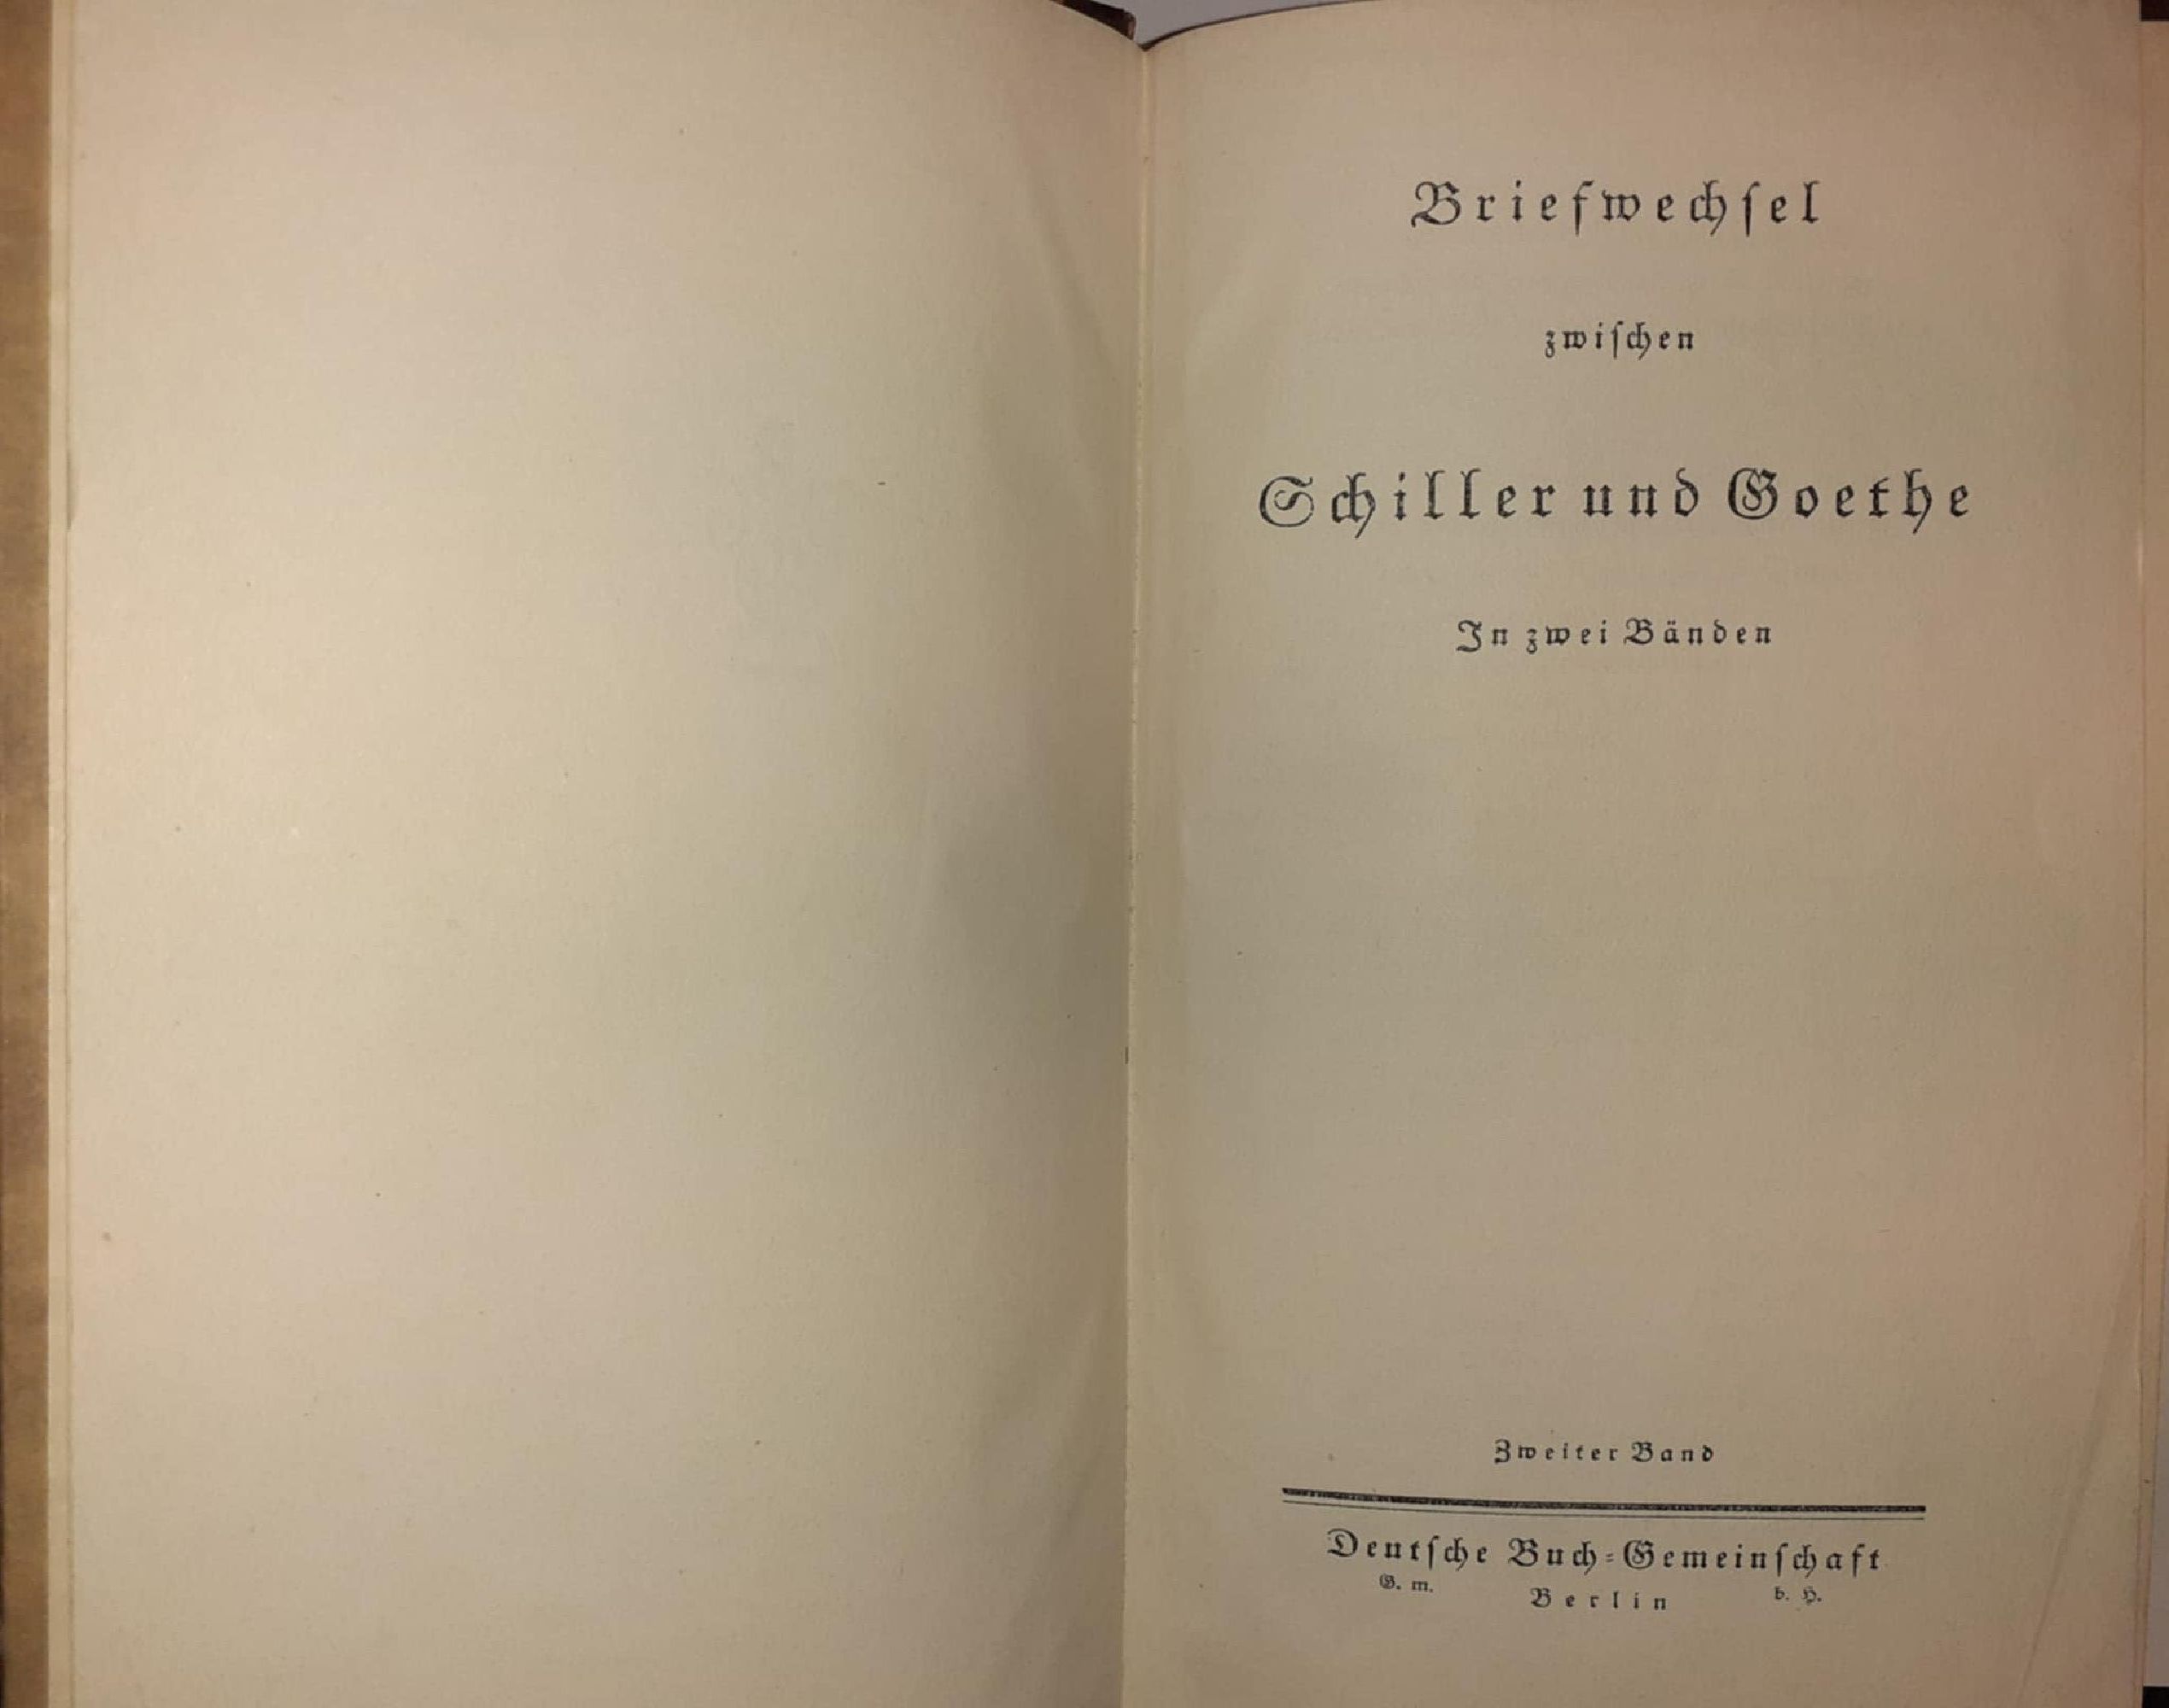 Briefwechsel
zwischen
Schiller und Goethe
In zwei Bänden
Zweiter Band
Deutsche Buch-Gemeinschaft
G. m. Berlin b. H.